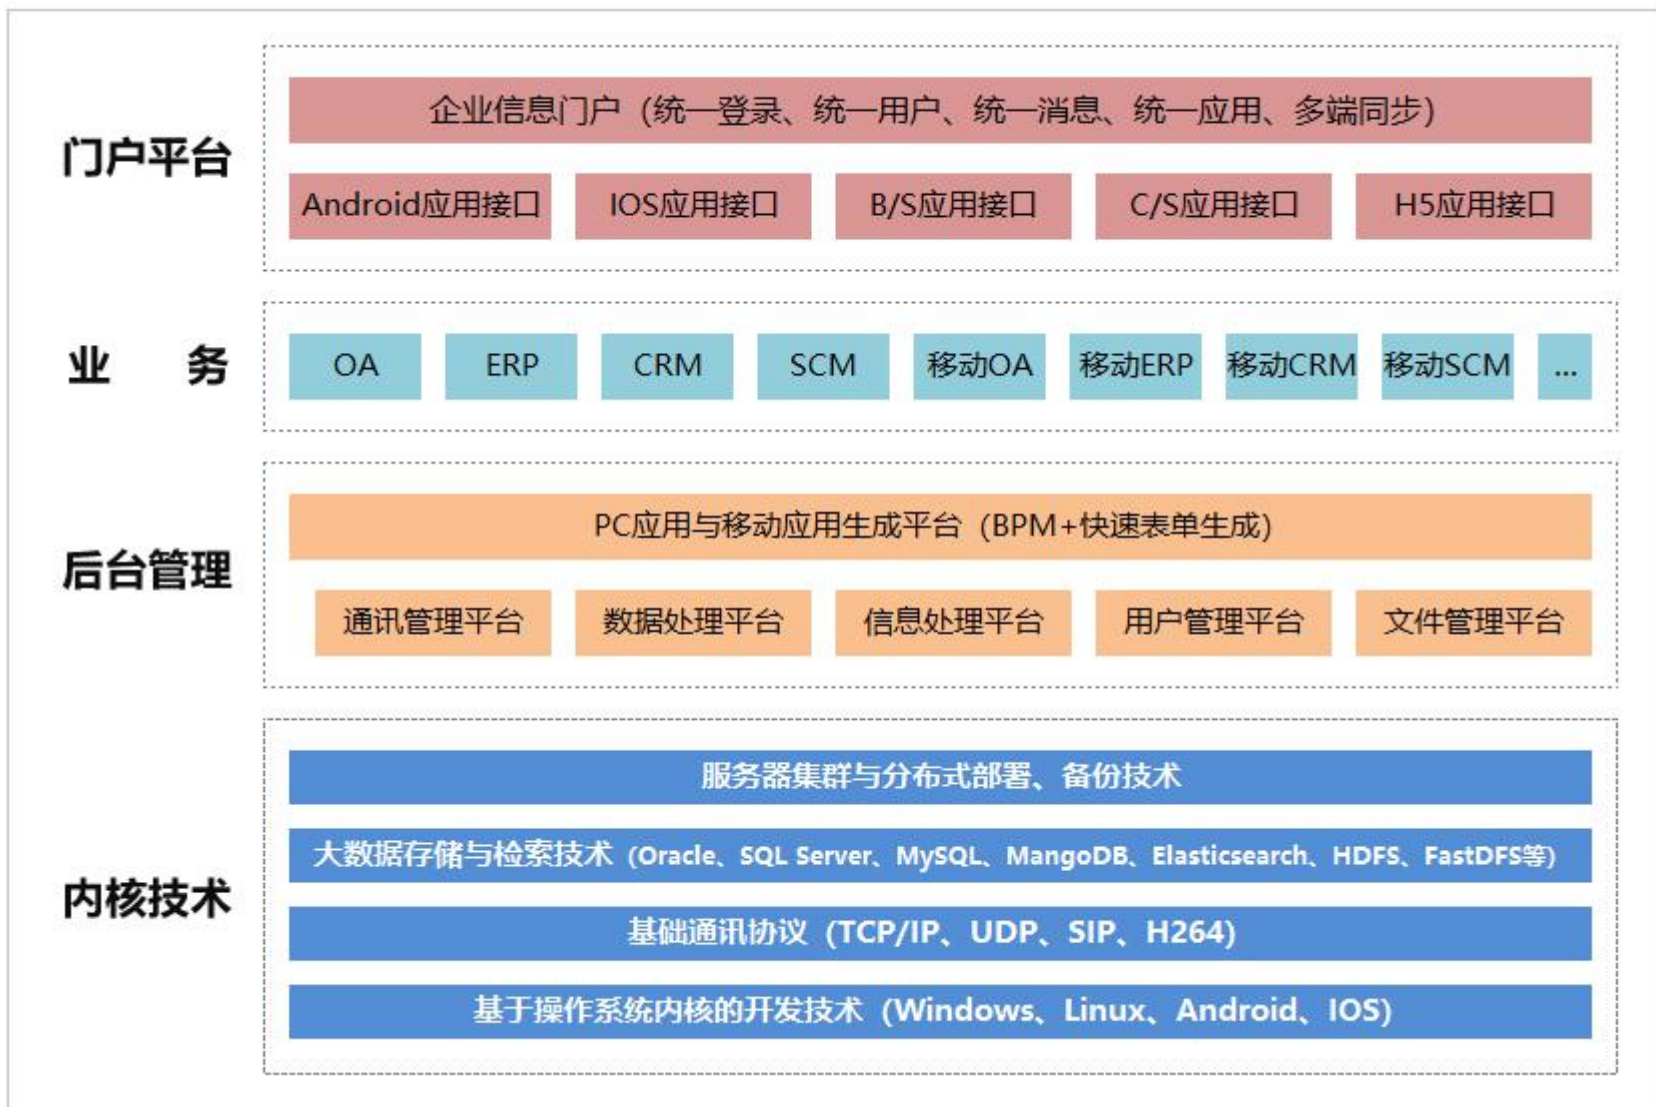 门户平台
企业信息门户（统一登录、统一用户、统一消息、统一应用、多端同步）
Android应用接口 IOS应用接口 B/S应用接口 C/S应用接口 H5应用接口
业 务
OA ERP CRM SCM 移动OA 移动ERP 移动CRM 移动SCM ...
后台管理
PC应用与移动应用生成平台（BPM+快速表单生成）
通讯管理平台 数据处理平台 信息处理平台 用户管理平台 文件管理平台
内核技术
服务器集群与分布式部署、备份技术
大数据存储与检索技术（Oracle、SQL Server、MySQL、MangoDB、Elasticsearch、HDFS、FastDFS等）
基础通讯协议（TCP/IP、UDP、SIP、H264）
基于操作系统内核的开发技术（Windows、Linux、Android、IOS）